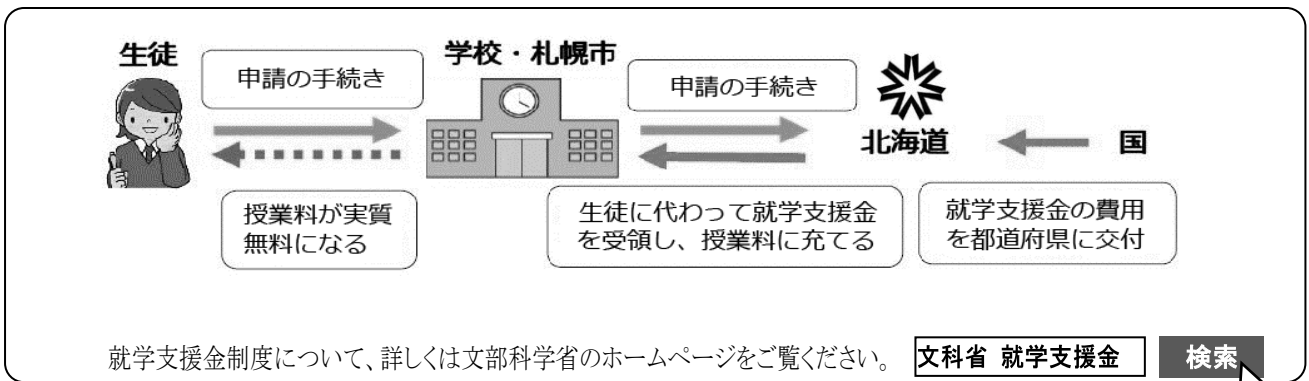 生徒
申請の手続き
学校・札幌市
申請の手続き
北海道
国
授業料が実質
無料になる
生徒に代わって就学支援金
を受領し、授業料に充てる
就学支援金の費用
を都道府県に交付
就学支援金制度について、詳しくは文部科学省のホームページをご覧ください。
文科省 就学支援金
検索